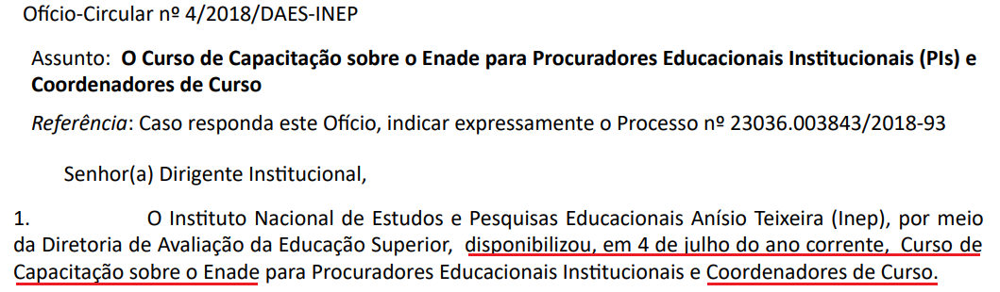 Ofício-Circular nº 4/2018/DAES-INEP
Assunto: O Curso de Capacitação sobre o Enade para Procuradores Educacionais Institucionais (PIs) e
Coordenadores de Curso
Referência: Caso responda este Ofício, indicar expressamente o Processo nº 23036.003843/2018-93
Senhor(a) Dirigente Institucional,
1. O Instituto Nacional de Estudos e Pesquisas Educacionais Anísio Teixeira (Inep), por meio
da Diretoria de Avaliação da Educação Superior, disponibilizou, em 4 de julho do ano corrente, Curso de
Capacitação sobre o Enade para Procuradores Educacionais Institucionais e Coordenadores de Curso.